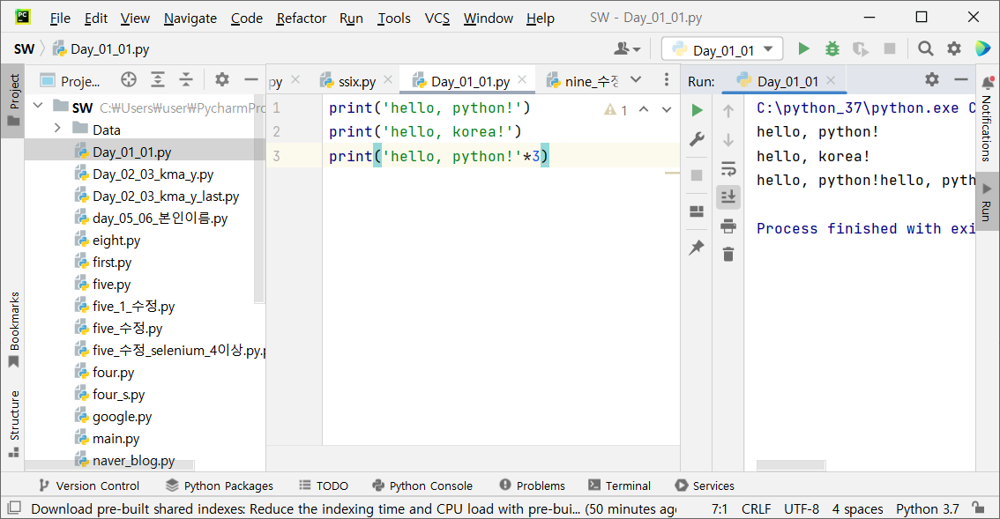 PC
File Edit View Navigate Code Refactor Run Tools VCS Window Help SW - Day_01_01.py
SW Day_01_01.py Day_01_01
Project
Proje...
py ssix.py Day_01_01.py nine_수정
Run: Day_01_01
SW C:₩Users₩user₩PycharmPro
Data
Day_01_01.py
Day_02_03_kma_y.py
Day_02_03_kma_y_last.py
day_05_06_본인이름.py
eight.py
first.py
five.py
five_1_수정.py
five_수정.py
five_수정_selenium_4이상.py.p
four.py
four_s.py
google.py
main.py
naver_blog.py
Bookmarks
Structure
1 print('hello, python!')
2 print('hello, korea!')
3 print('hello, python!'*3)
1
C:\python_37\python.exe C
hello, python!
hello, korea!
hello, python!hello, pyth
Process finished with exi
Notifications
Run
Version Control Python Packages TODO Python Console Problems Terminal Services
Download pre-built shared indexes: Reduce the indexing time and CPU load with pre-bui... (50 minutes ago 7:1 CRLF UTF-8 4 spaces Python 3.7